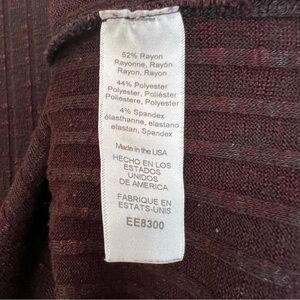 52% Rayon
Rayonne, Rayón
Rayon, Rayon
44% Polyester
Polyester, Poliéster
Poliestere, Polyester
4% Spandex
élasthanne, elastano
elastan, Spandex
Made in the USA
HECHO EN LOS
ESTADOS
UNIDOS
DE AMERICA
FABRIQUE EN
ESTATS-UNIS
EE8300